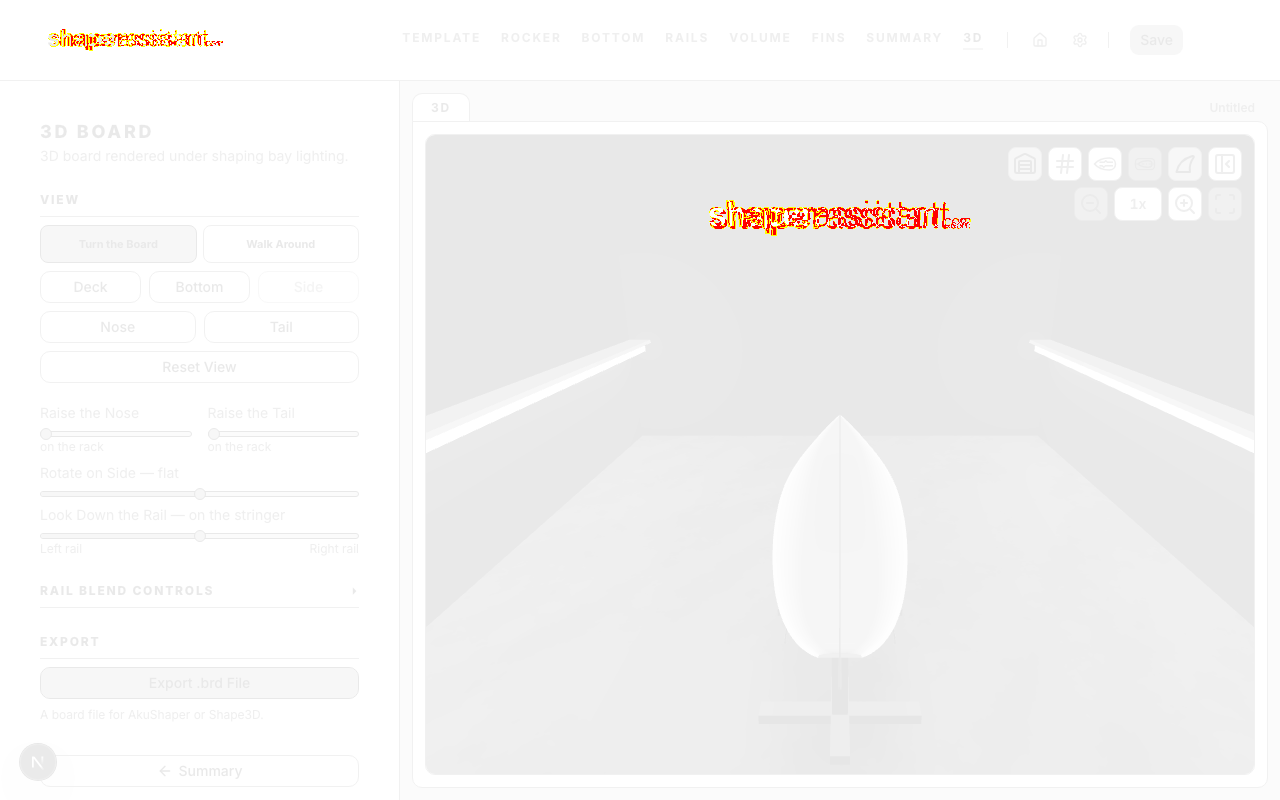 TEMPLATE ROCKER BOTTOM RAILS VOLUME FINS SUMMARY 3D Save
3D BOARD
3D board rendered under shaping bay lighting.
VIEW
Turn the Board Walk Around
Deck Bottom Side
Nose Tail
Reset View
Raise the Nose Raise the Tail
on the rack on the rack
Rotate on Side — flat
Look Down the Rail — on the stringer
Left rail Right rail
RAIL BLEND CONTROLS
EXPORT
Export .brd File
A board file for AkuShaper or Shape3D.
N
← Summary
3D Untitled
1x